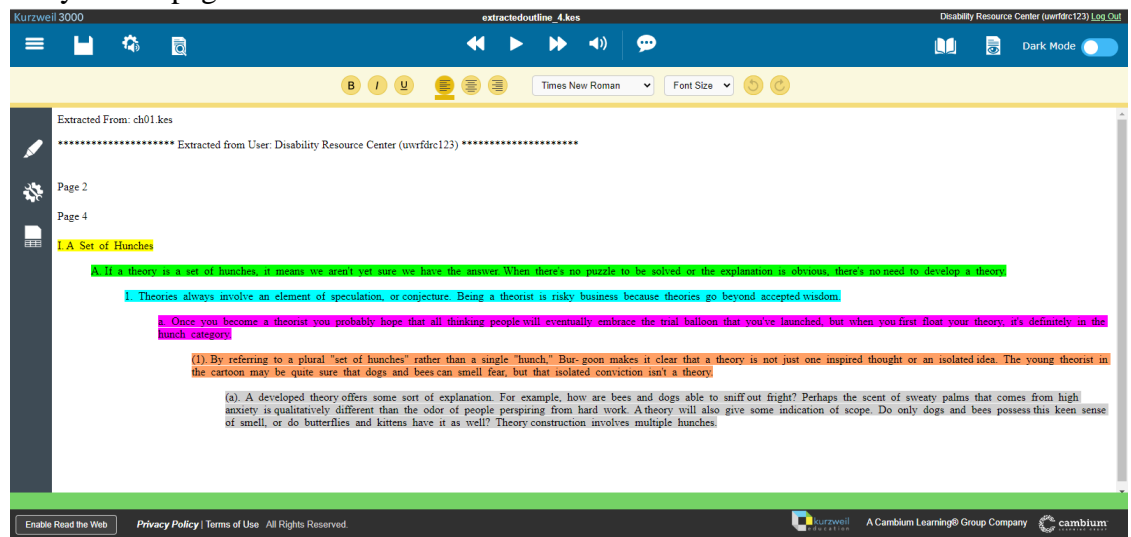 Kurzweil 3000
extractedoutline_4.kes
Disability Resource Center (uwrfdrc123) Log Out
Dark Mode
B I U
Times New Roman
Font Size
Extracted From: ch01.kes
********************* Extracted from User: Disability Resource Center (uwrfdrc123) *********************
Page 2
Page 4
I. A Set of Hunches
A. If a theory is a set of hunches, it means we aren't yet sure we have the answer. When there's no puzzle to be solved or the explanation is obvious, there's no need to develop a theory.
1. Theories always involve an element of speculation, or conjecture. Being a theorist is risky business because theories go beyond accepted wisdom.
a. Once you become a theorist you probably hope that all thinking people will eventually embrace the trial balloon that you've launched, but when you first float your theory, it's definitely in the
hunch category.
(1). By referring to a plural "set of hunches" rather than a single "hunch," Bur- goon makes it clear that a theory is not just one inspired thought or an isolated idea. The young theorist in
the cartoon may be quite sure that dogs and bees can smell fear, but that isolated conviction isn't a theory.
(a). A developed theory offers some sort of explanation. For example, how are bees and dogs able to sniff out fright? Perhaps the scent of sweaty palms that comes from high
anxiety is qualitatively different than the odor of people perspiring from hard work. A theory will also give some indication of scope. Do only dogs and bees possess this keen sense
of smell, or do butterflies and kittens have it as well? Theory construction involves multiple hunches.
Enable Read the Web
Privacy Policy | Terms of Use All Rights Reserved.
kurzweil
education
A Cambium Learning® Group Company
cambium